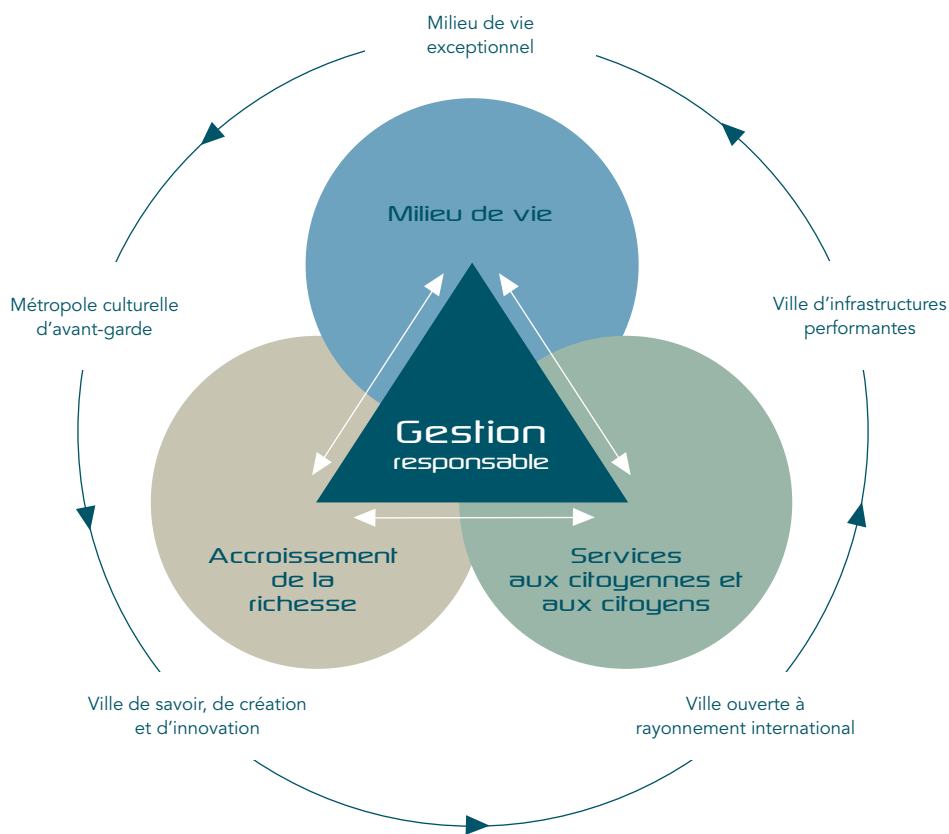 Milieu de vie
exceptionnel
Milieu de vie
Métropole culturelle
d'avant-garde
Ville d'infrastructures
performantes
Gestion
responsable
Accroissement
de la
richesse
Services
aux citoyennes et
aux citoyens
Ville de savoir, de création
et d'innovation
Ville ouverte à
rayonnement international